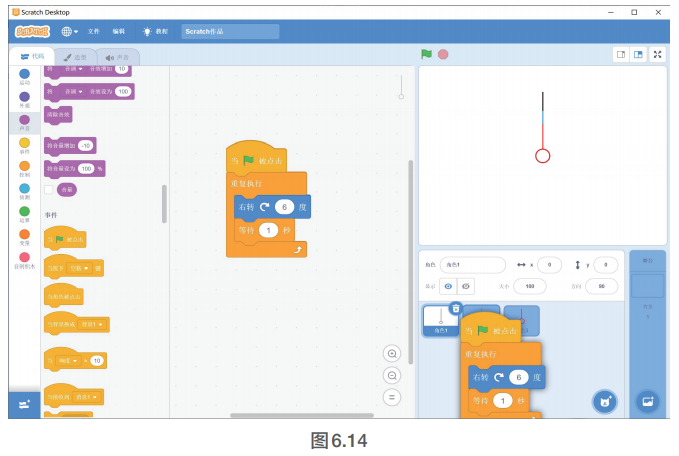 Scratch Desktop
文件 编辑 教程 Scratch作品
代码 造型 声音
运动
外观
声音
事件
控制
侦测
运算
变量
自制积木
将 音调 音效增加 10
将 音调 音效设为 100
清除音效
将音量增加 -10
将音量设为 100 %
音量
事件
当 被点击
当按下 空格 键
当角色被点击
当背景换成 背景1
当 响度 > 10
当接收到 消息1
当 被点击
重复执行
右转 6 度
等待 1 秒
角色 角色1 x 0 y 0
显示 大小 100 方向 90
角色1
当 被点击
重复执行
右转 6 度
等待 1 秒
舞台
背景
1
图6.14